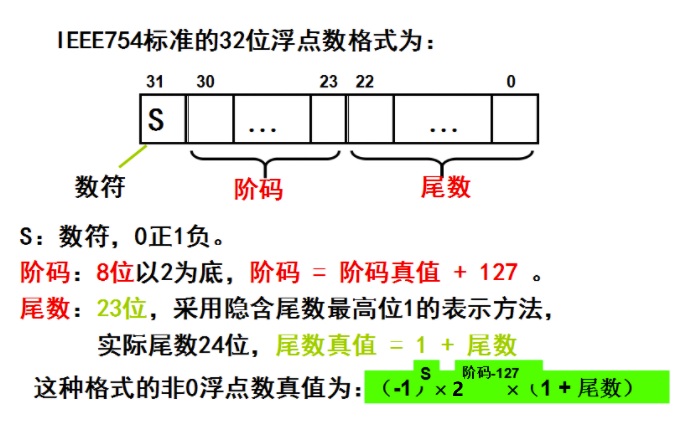 IEEE754标准的32位浮点数格式为：
31 30 23 22 0
S ... ...
数符 阶码 尾数
S：数符，0正1负。
阶码：8位以2为底，阶码 = 阶码真值 + 127 。
尾数：23位，采用隐含尾数最高位1的表示方法，
实际尾数24位，尾数真值 = 1 + 尾数
这种格式的非0浮点数真值为：（-1）S × 2阶码-127 ×（1 + 尾数）